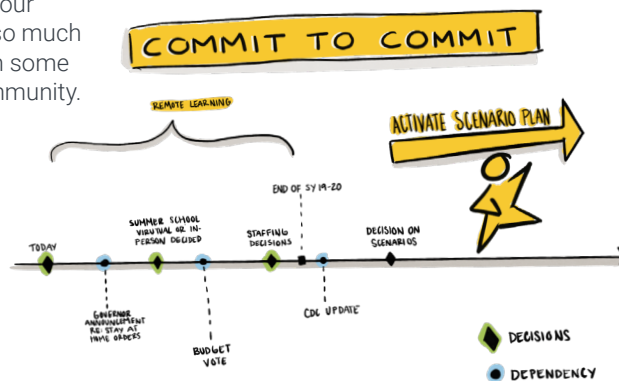 our
so much
some
mmunity.
COMMIT TO COMMIT
REMOTE LEARNING
ACTIVATE SCENARIO PLAN
END OF SY 19-20
TODAY
SUMMER SCHOOL
VIRUTAL OR IN-
PERSON DECIDED
STAFFING
DECISIONS
DECISION ON
SCENARIOS
GOVERNOR
ANNOUNCEMENT
RE: STAY AT
HOME ORDERS
BUDGET
VOTE
CDC UPDATE
DECISIONS
DEPENDENCY